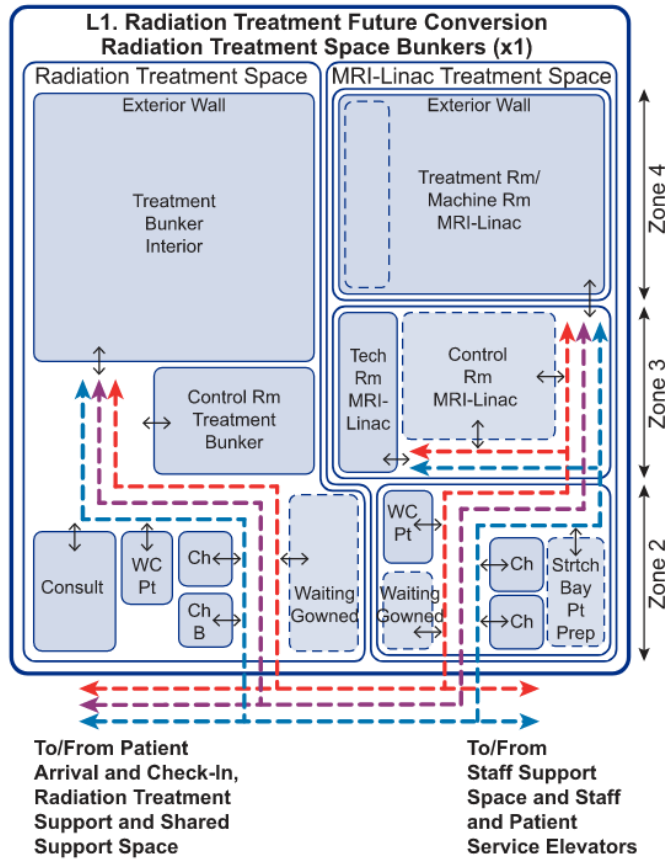 L1. Radiation Treatment Future Conversion
Radiation Treatment Space Bunkers (x1)
Radiation Treatment Space
Exterior Wall
Treatment
Bunker
Interior
Control Rm
Treatment
Bunker
Consult
WC
Pt
Ch
Ch
B
Waiting
Gowned
MRI-Linac Treatment Space
Exterior Wall
Treatment Rm/
Machine Rm
MRI-Linac
Tech
Rm
MRI-
Linac
Control
Rm
MRI-Linac
WC
Pt
Waiting
Gowned
Ch
Ch
Strtch
Bay
Pt
Prep
Zone 4
Zone 3
Zone 2
To/From Patient
Arrival and Check-In,
Radiation Treatment
Support and Shared
Support Space
To/From
Staff Support
Space and Staff
and Patient
Service Elevators